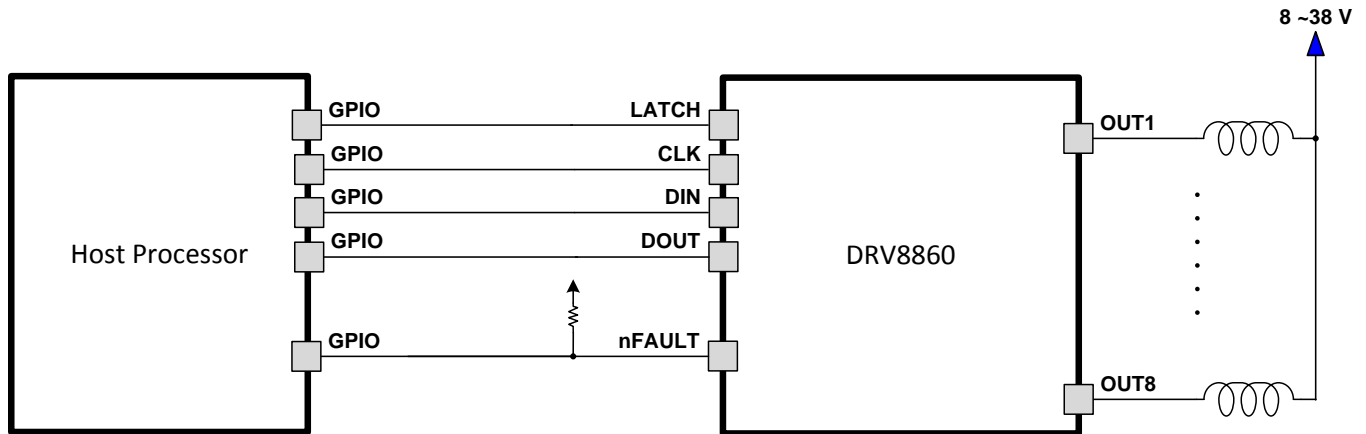 8 ~38 V
GPIO LATCH OUT1
GPIO CLK
GPIO DIN
GPIO DOUT
Host Processor DRV8860
GPIO nFAULT
OUT8